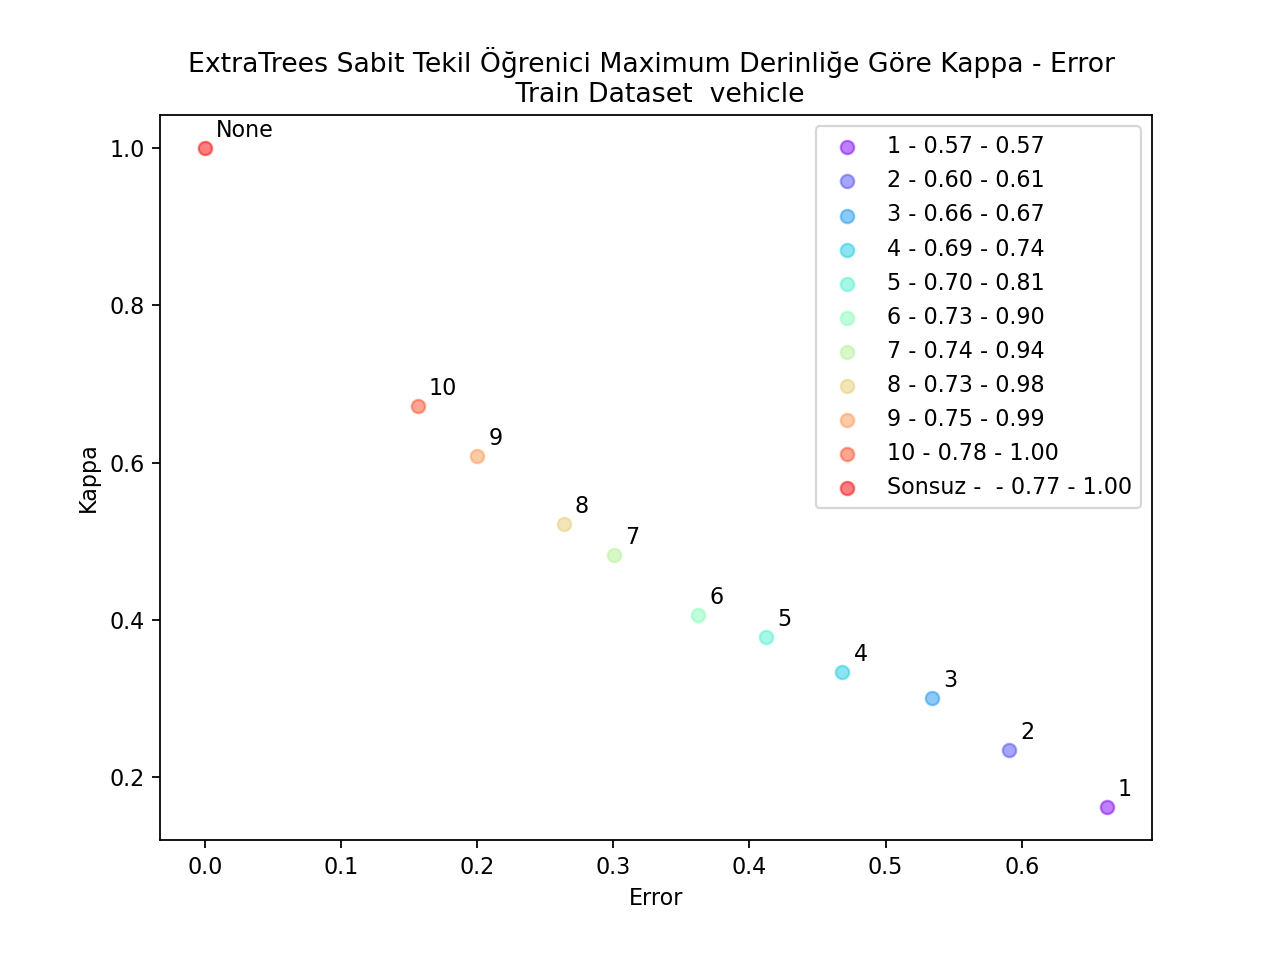 ExtraTrees Sabit Tekil Öğrenici Maximum Derinliğe Göre Kappa - Error
Train Dataset  vehicle
None
1.0
0.8
0.6
0.4
0.2
Kappa
10
9
8
7
6
5
4
3
2
1
1 - 0.57 - 0.57
2 - 0.60 - 0.61
3 - 0.66 - 0.67
4 - 0.69 - 0.74
5 - 0.70 - 0.81
6 - 0.73 - 0.90
7 - 0.74 - 0.94
8 - 0.73 - 0.98
9 - 0.75 - 0.99
10 - 0.78 - 1.00
Sonsuz -  - 0.77 - 1.00
0.0 0.1 0.2 0.3 0.4 0.5 0.6
Error